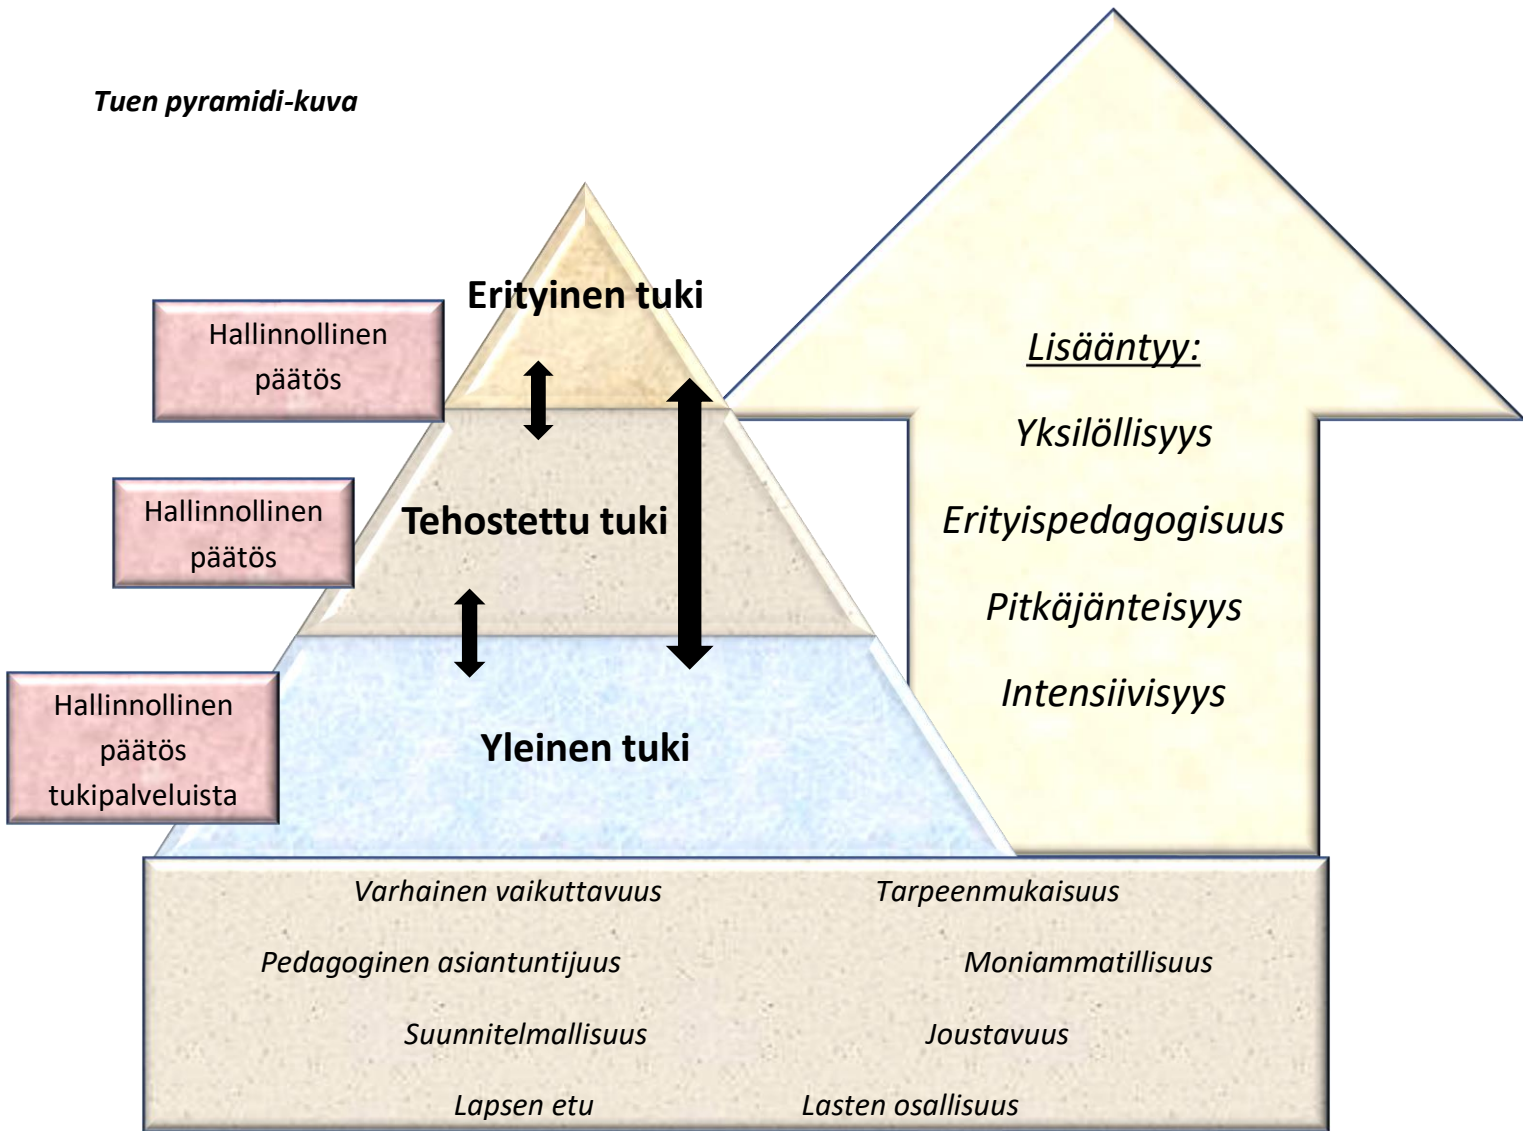 Tuen pyramidi-kuva
Erityinen tuki
Hallinnollinen
päätös
Tehostettu tuki
Hallinnollinen
päätös
Yleinen tuki
Hallinnollinen
päätös
tukipalveluista
Lisääntyy:
Yksilöllisyys
Erityispedagogisuus
Pitkäjänteisyys
Intensiivisyys
Varhainen vaikuttavuus
Tarpeenmukaisuus
Pedagoginen asiantuntijuus
Moniammatillisuus
Suunnitelmallisuus
Joustavuus
Lapsen etu
Lasten osallisuus